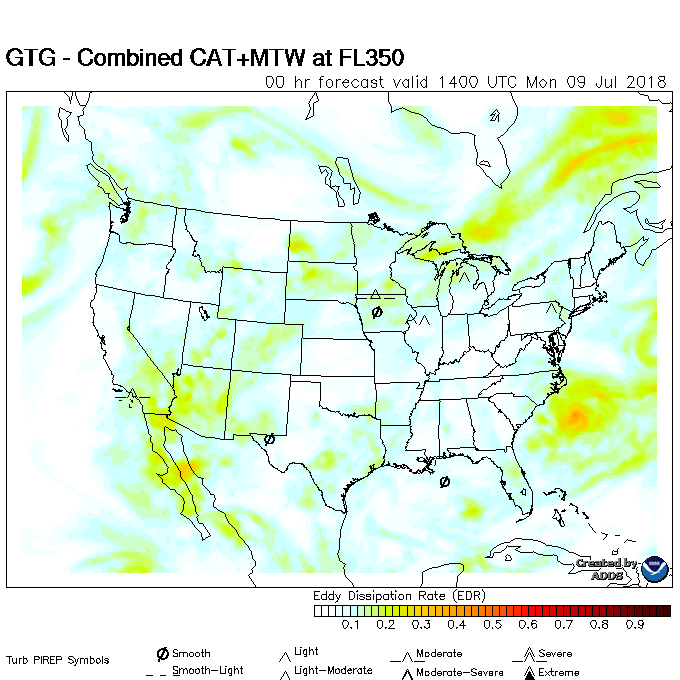 GTG - Combined CAT+MTW at FL350
00 hr forecast valid 1400 UTC Mon 09 Jul 2018
Created by
ADDS
Eddy Dissipation Rate (EDR)
0.1 0.2 0.3 0.4 0.5 0.6 0.7 0.8 0.9
Turb PIREP Symbols
Smooth Light Moderate Severe
Smooth-Light Light-Moderate Moderate-Severe Extreme